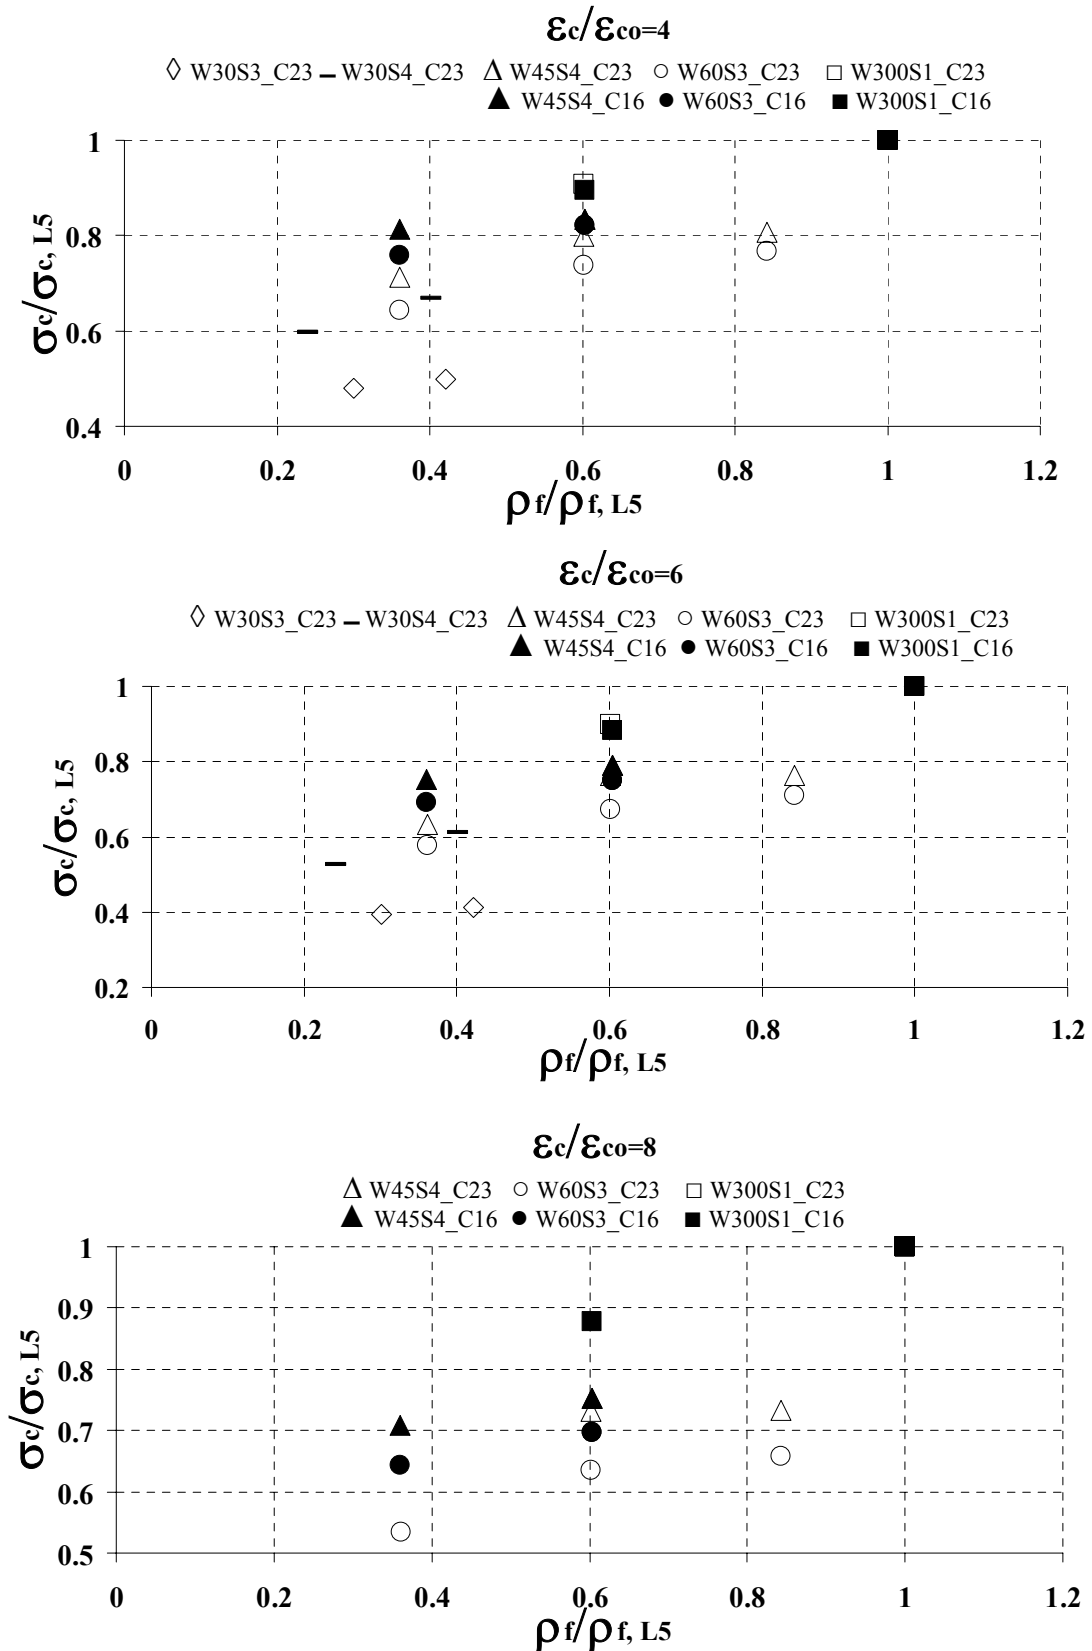 εc/εco=4
W30S3_C23 W30S4_C23 W45S4_C23 W60S3_C23 W300S1_C23
W45S4_C16 W60S3_C16 W300S1_C16
1
0.8
0.6
0.4
σc/σc, L5
0 0.2 0.4 0.6 0.8 1 1.2
ρf/ρf, L5
εc/εco=6
W30S3_C23 W30S4_C23 W45S4_C23 W60S3_C23 W300S1_C23
W45S4_C16 W60S3_C16 W300S1_C16
1
0.8
0.6
0.4
0.2
σc/σc, L5
0 0.2 0.4 0.6 0.8 1 1.2
ρf/ρf, L5
εc/εco=8
W45S4_C23 W60S3_C23 W300S1_C23
W45S4_C16 W60S3_C16 W300S1_C16
1
0.9
0.8
0.7
0.6
0.5
σc/σc, L5
0 0.2 0.4 0.6 0.8 1 1.2
ρf/ρf, L5